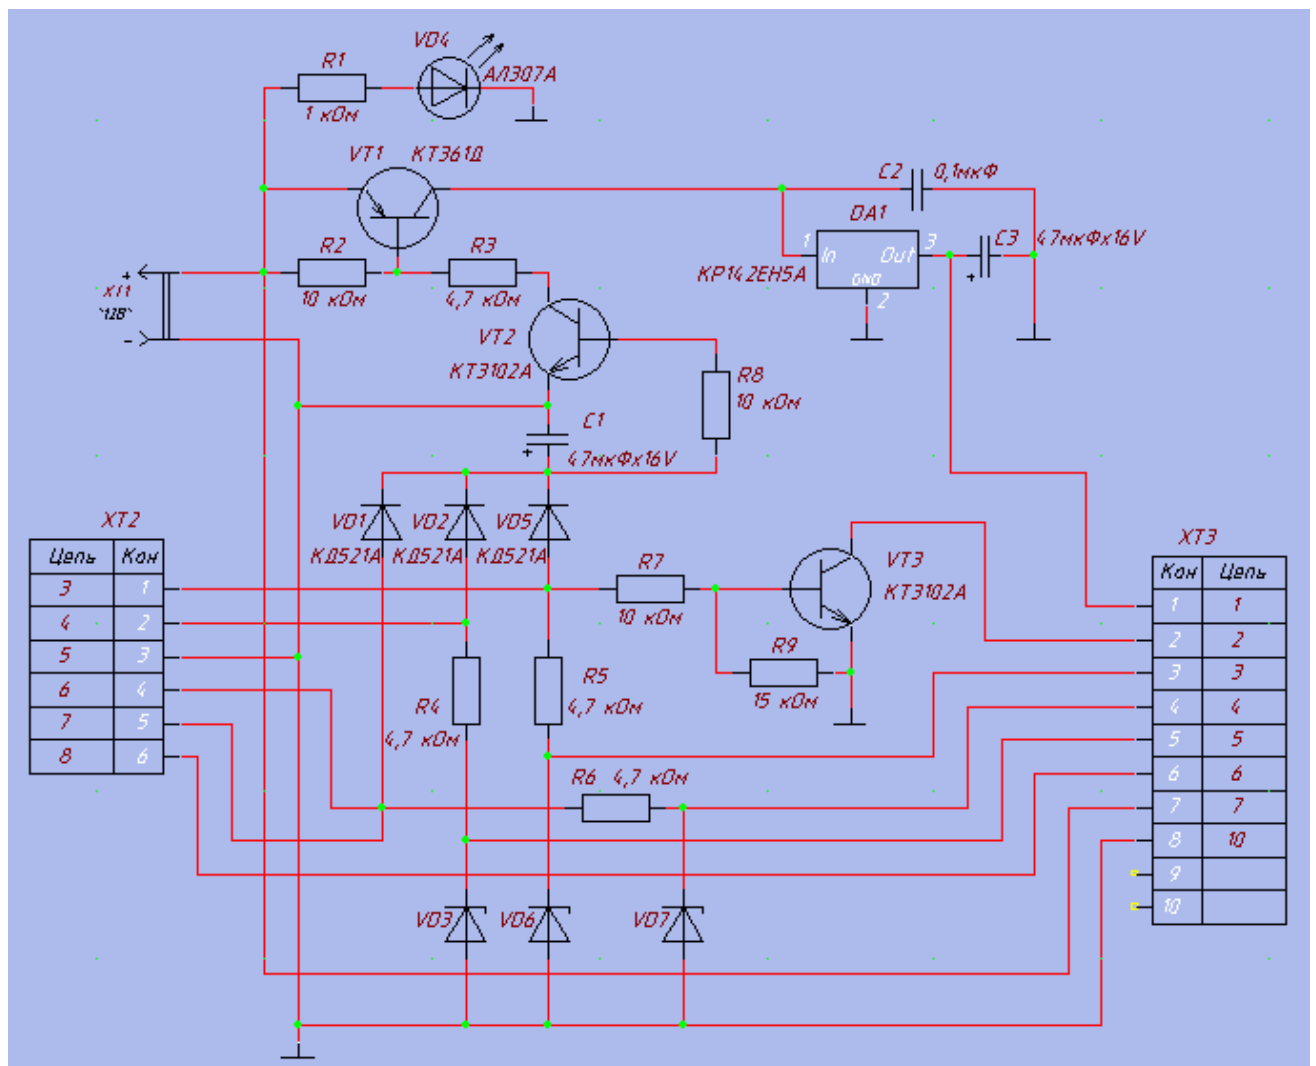 VD4
R1
АЛ307А
1 кОм
VT1 КТ361Д
C2 0,1мкФ
DA1
R2
R3
1 In Out 3
C3 47мкФх16V
+
КР142ЕН5А
GND
+
XЛ1
10 кОм
4,7 кОм
2
"12В"
-
VT2
КТ3102А
R8
10 кОм
C1
+
47мкФх16V
XT2
VD1
VD2
VD5
КД521А
КД521А
КД521А
Цепь Кон
3 1
4 2
5 3
6 4
7 5
8 6
R7
10 кОм
VT3
КТ3102А
R9
15 кОм
R4
4,7 кОм
R5
4,7 кОм
R6 4,7 кОм
VD3
VD6
VD7
XT3
Кон Цепь
1 1
2 2
3 3
4 4
5 5
6 6
7 7
8 10
9
10